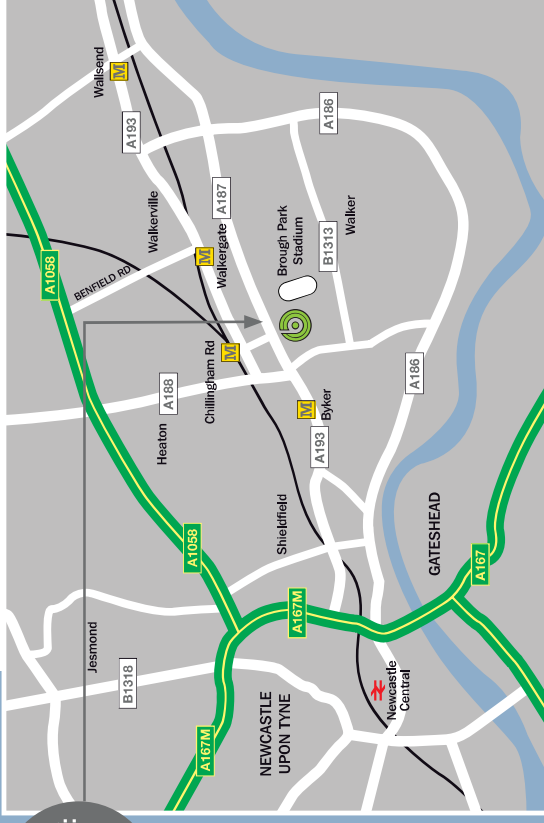 A1058
Jesmond
BENFIELD RD
Wallsend
M
B1318
A193
Walkerville
Heaton
A188
A1058
A167M
Chillingham Rd
M
M
Walkergate
A187
NEWCASTLE
UPON TYNE
Shieldfield
Brough Park
Stadium
A167M
M
A193
Byker
A186
B1313
Walker
Newcastle
Central
A186
GATESHEAD
A167